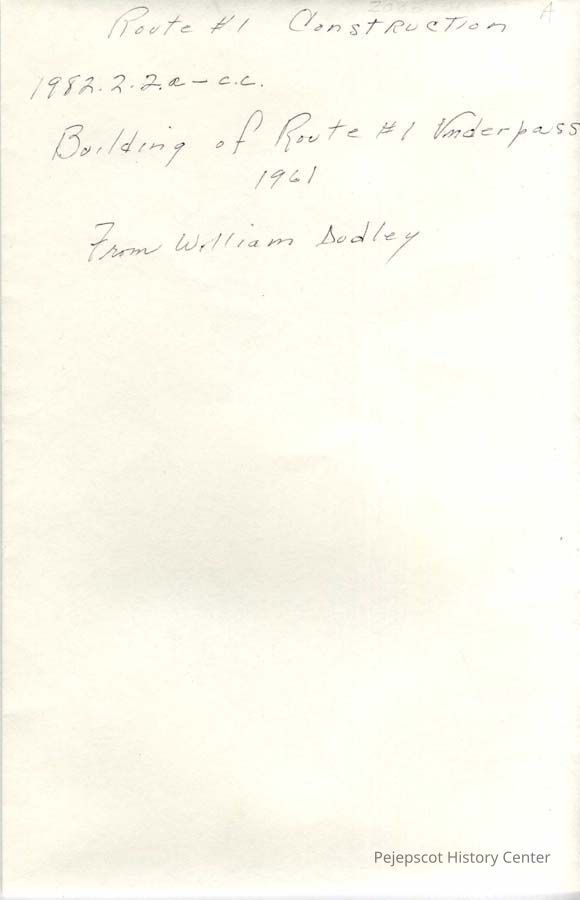 Route #1 Construction
A
1982.2.2.a-c.c.
Building of Route #1 Underpass
1961
From William Dudley
Pejepscot History Center